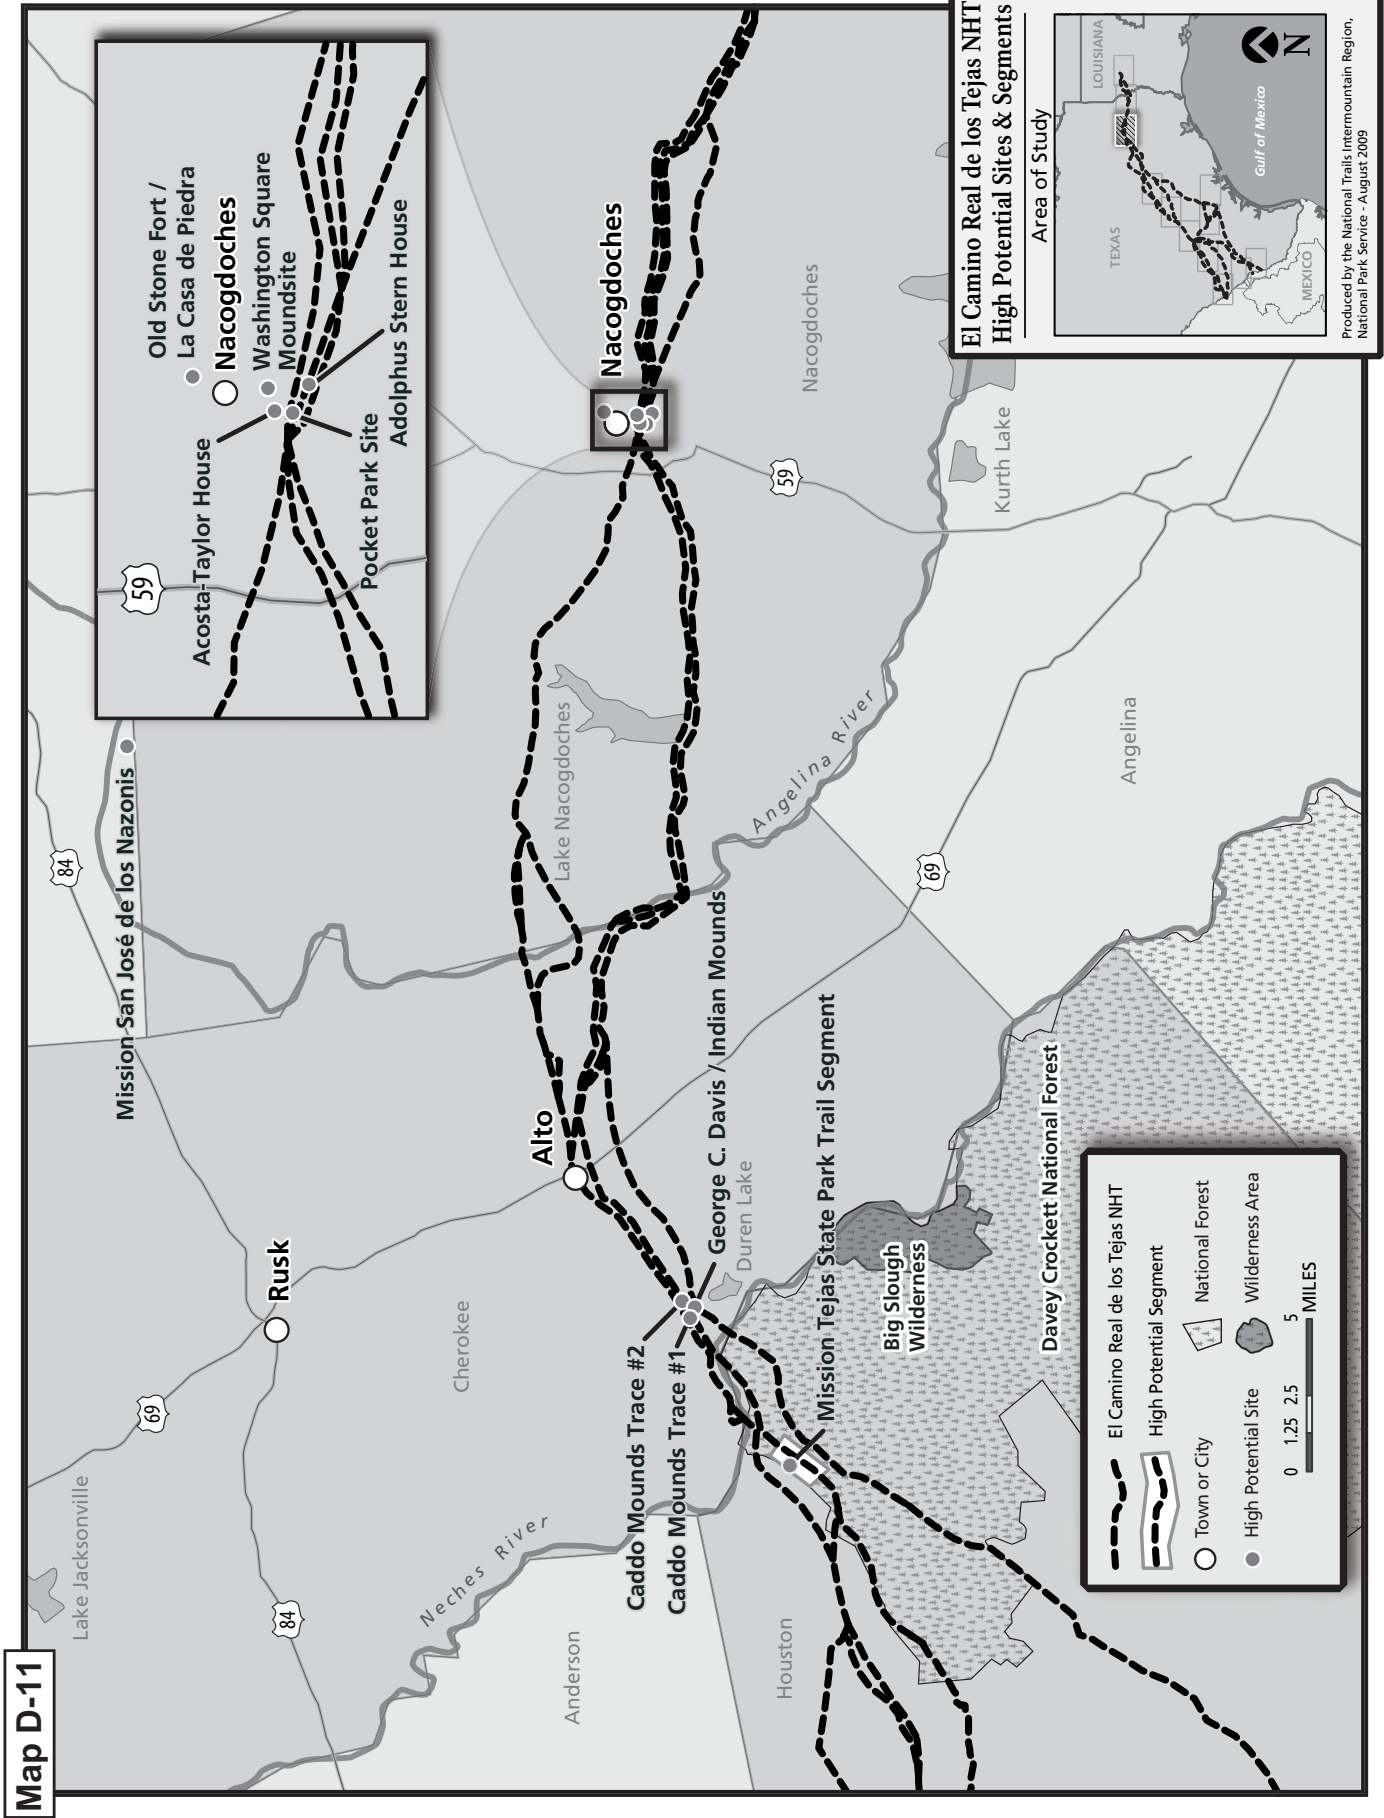 Map D-11
Lake Jacksonville
69
84
Rusk
Cherokee
Neches River
Anderson
Houston
84
Mission San José de los Nazonis
Alto
Caddo Mounds Trace #2
Caddo Mounds Trace #1
George C. Davis / Indian Mounds
Duren Lake
Mission Tejas State Park Trail Segment
Big Slough
Wilderness
Davey Crockett National Forest
Lake Nacogdoches
Angelina River
69
Angelina
59
Kurth Lake
Nacogdoches
Nacogdoches
59
Acosta-Taylor House
Old Stone Fort /
La Casa de Piedra
Nacogdoches
Washington Square
Moundsite
Pocket Park Site
Adolphus Stern House
El Camino Real de los Tejas NHT
High Potential Segment
Town or City
National Forest
High Potential Site
Wilderness Area
0 1.25 2.5 5
MILES
El Camino Real de los Tejas NHT
High Potential Sites & Segments
Area of Study
TEXAS
LOUISIANA
MEXICO
Gulf of Mexico
N
Produced by the National Trails Intermountain Region,
National Park Service - August 2009